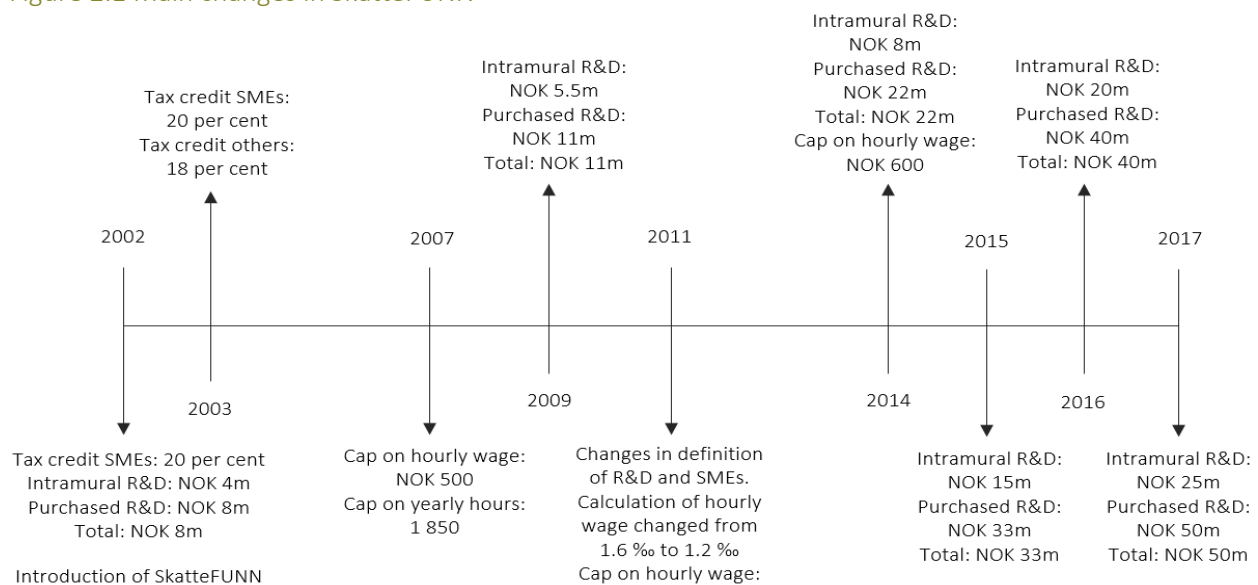 Figure 2.1 Main changes in SkatteFUNN
Tax credit SMEs:
20 per cent
Tax credit others:
18 per cent
Intramural R&D:
NOK 5.5m
Purchased R&D:
NOK 11m
Total: NOK 11m
Intramural R&D:
NOK 8m
Purchased R&D:
NOK 22m
Total: NOK 22m
Cap on hourly wage:
NOK 600
Intramural R&D:
NOK 20m
Purchased R&D:
NOK 40m
Total: NOK 40m
2002
2007
2011
2015
2017
2003
2009
2014
2016
Tax credit SMEs: 20 per cent
Intramural R&D: NOK 4m
Purchased R&D: NOK 8m
Total: NOK 8m
Introduction of SkatteFUNN
Cap on hourly wage:
NOK 500
Cap on yearly hours:
1 850
Changes in definition
of R&D and SMEs.
Calculation of hourly
wage changed from
1.6 ‰ to 1.2 ‰
Cap on hourly wage:
Intramural R&D:
NOK 15m
Purchased R&D:
NOK 33m
Total: NOK 33m
Intramural R&D:
NOK 25m
Purchased R&D:
NOK 50m
Total: NOK 50m